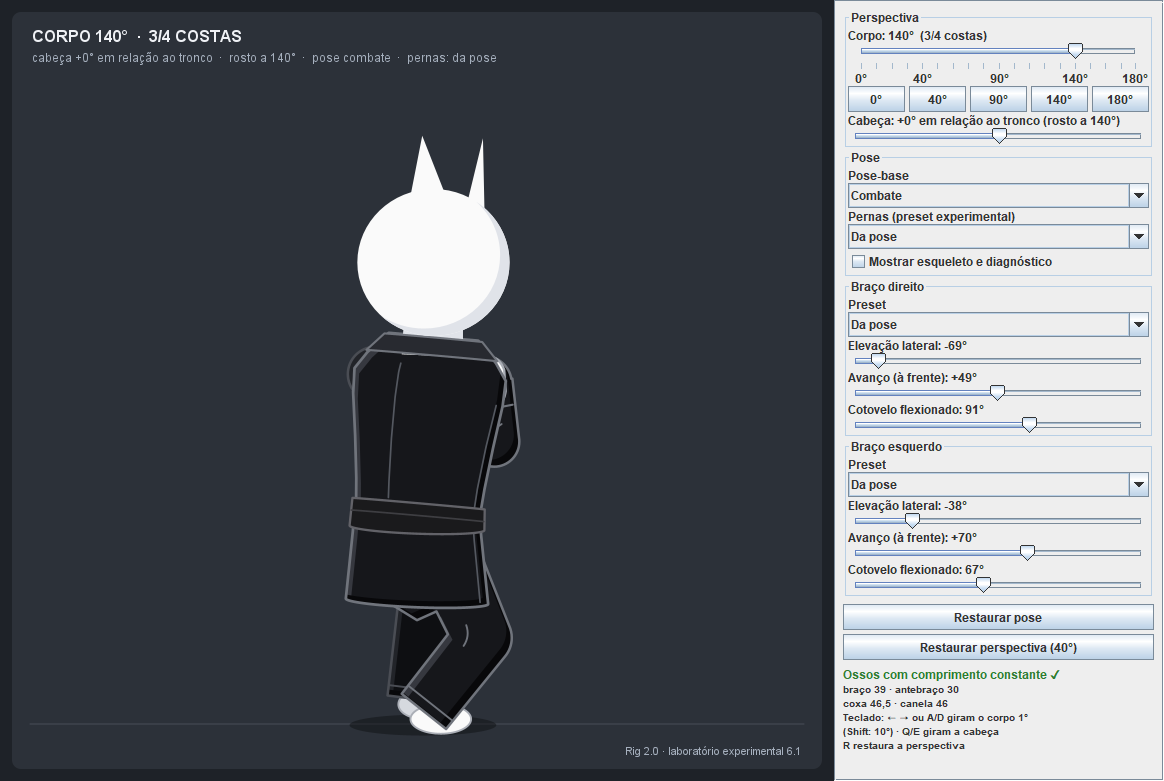 CORPO 140° · 3/4 COSTAS
cabeça +0° em relação ao tronco · rosto a 140° · pose combate · pernas: da pose
Rig 2.0 · laboratório experimental 6.1
Perspectiva
Corpo: 140° (3/4 costas)
0° 40° 90° 140° 180°
0° 40° 90° 140° 180°
Cabeça: +0° em relação ao tronco (rosto a 140°)
Pose
Pose-base
Combate
Pernas (preset experimental)
Da pose
Mostrar esqueleto e diagnóstico
Braço direito
Preset
Da pose
Elevação lateral: -69°
Avanço (à frente): +49°
Cotovelo flexionado: 91°
Braço esquerdo
Preset
Da pose
Elevação lateral: -38°
Avanço (à frente): +70°
Cotovelo flexionado: 67°
Restaurar pose
Restaurar perspectiva (40°)
Ossos com comprimento constante ✓
braço 39 · antebraço 30
coxa 46,5 · canela 46
Teclado: ← → ou A/D giram o corpo 1°
(Shift: 10°) · Q/E giram a cabeça
R restaura a perspectiva